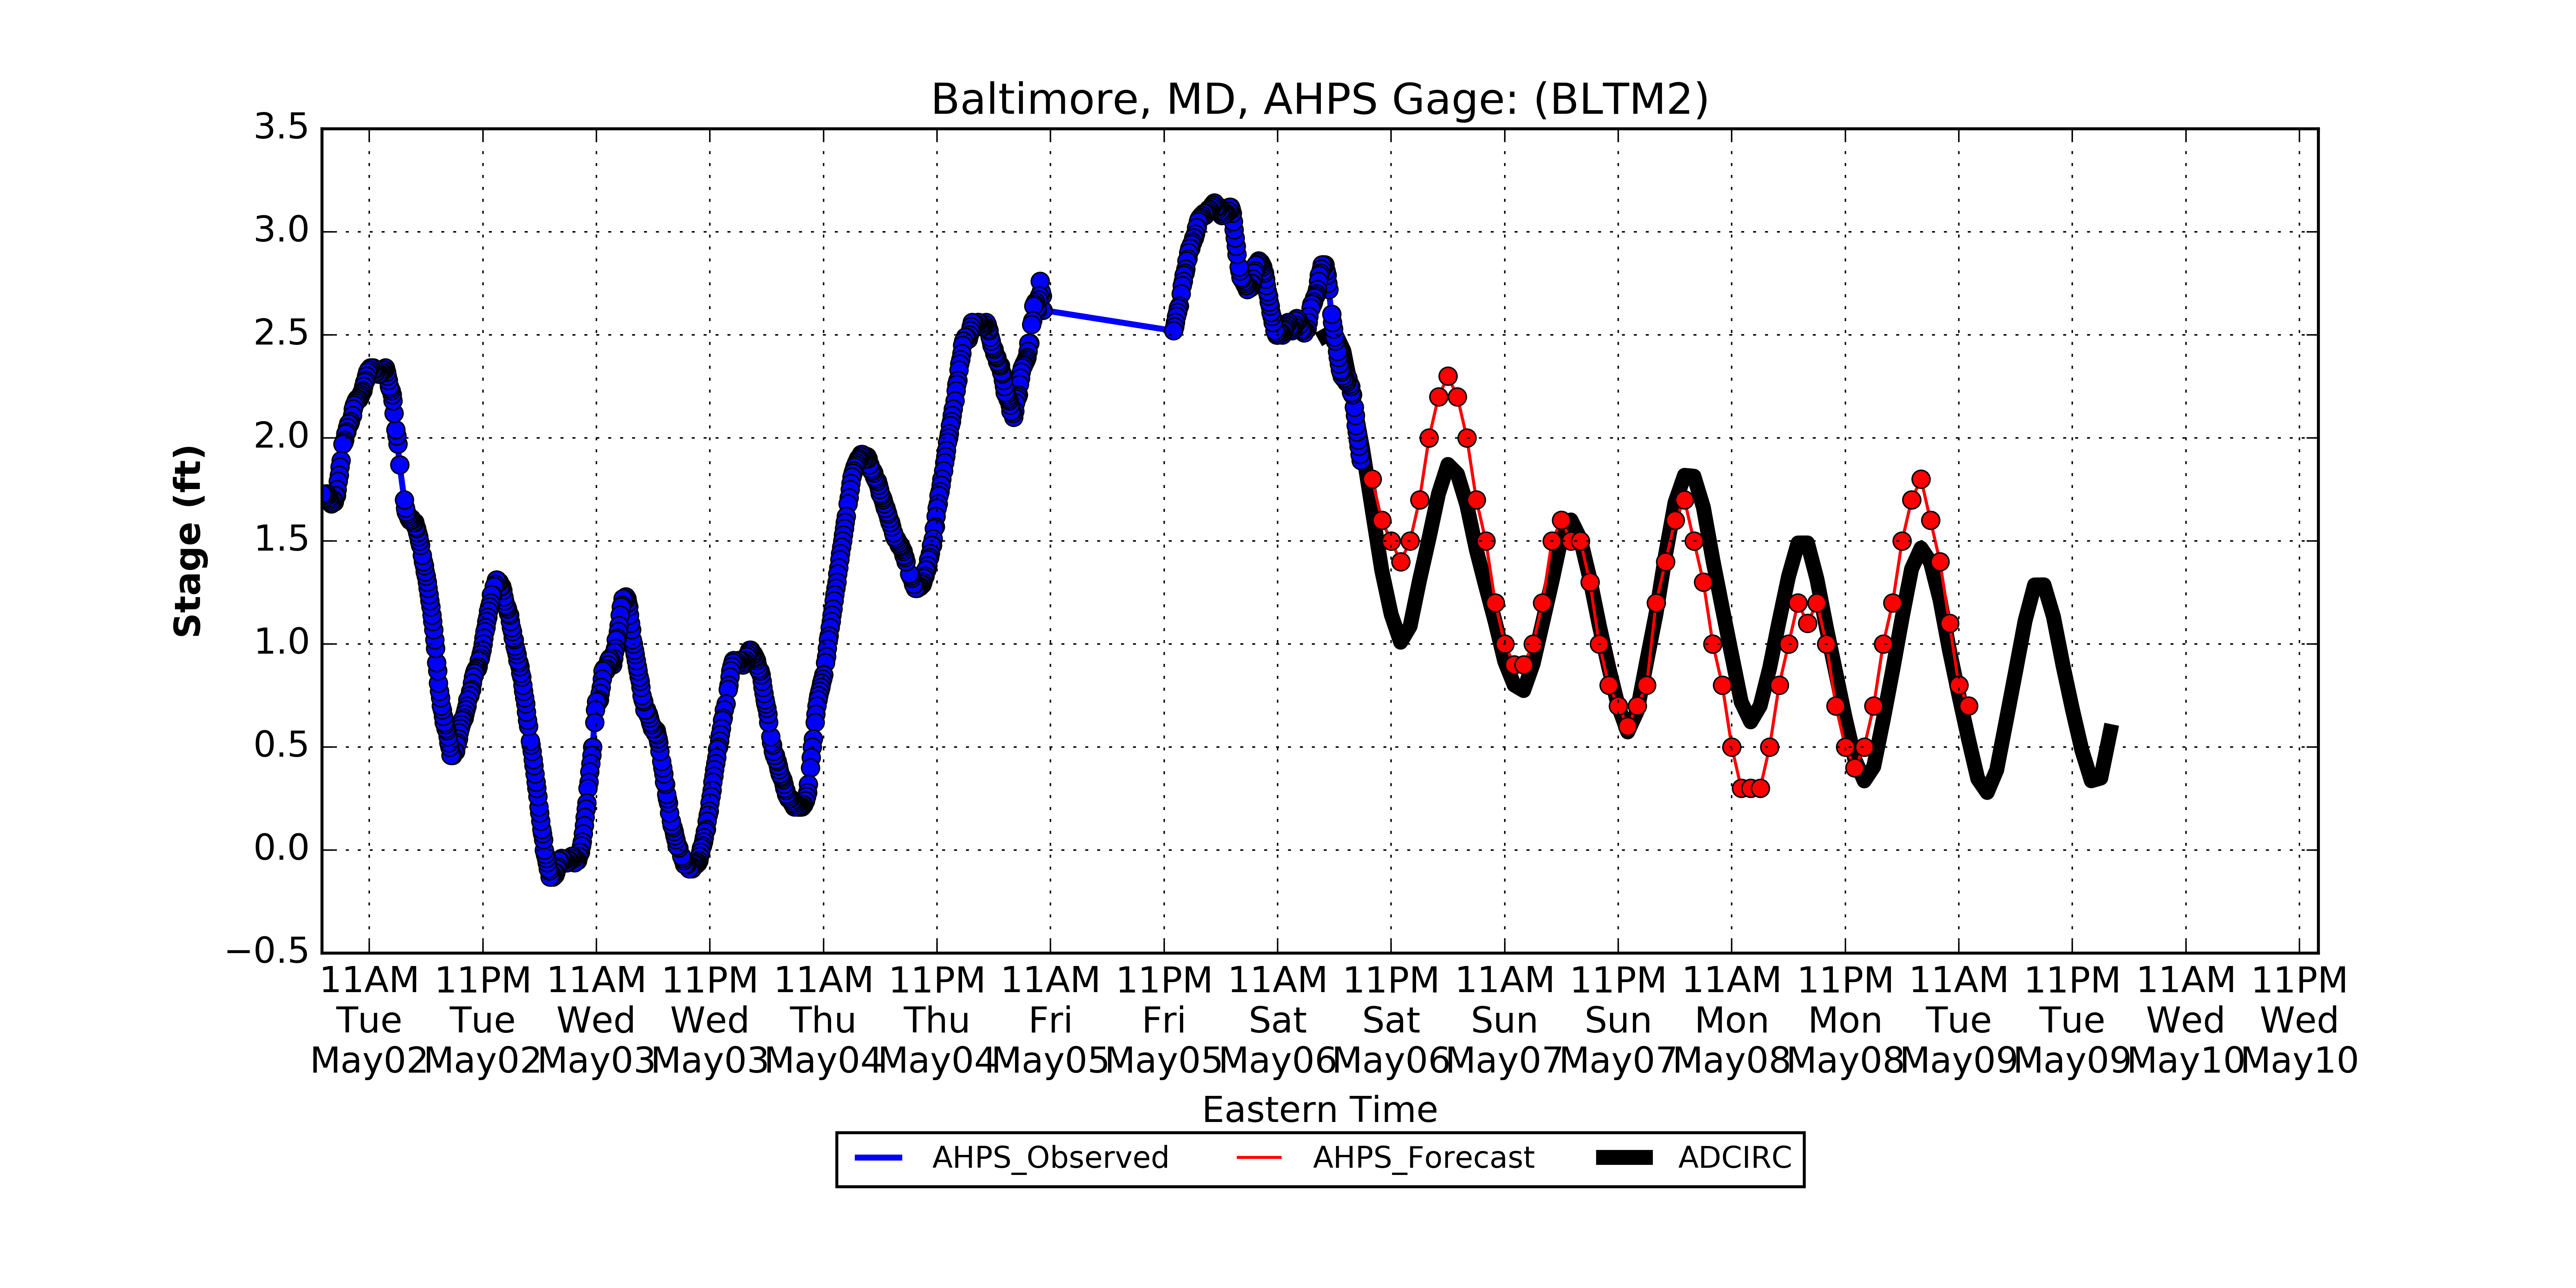 Baltimore, MD, AHPS Gage: (BLTM2)
3.5
3.0
2.5
2.0
1.5
1.0
0.5
0.0
−0.5
Stage (ft)
11AM 11PM 11AM 11PM 11AM 11PM 11AM 11PM 11AM 11PM 11AM 11PM 11AM 11PM 11AM 11PM 11AM 11PM
Tue Tue Wed Wed Thu Thu Fri Fri Sat Sat Sun Sun Mon Mon Tue Tue Wed Wed
May02 May02 May03 May03 May04 May04 May05 May05 May06 May06 May07 May07 May08 May08 May09 May09 May10 May10
Eastern Time
AHPS_Observed AHPS_Forecast ADCIRC